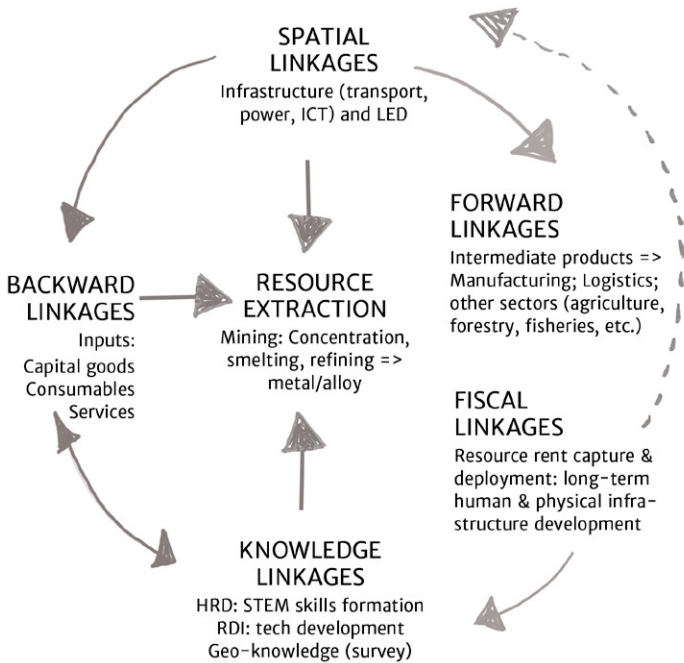 SPATIAL
LINKAGES
Infrastructure (transport,
power, ICT) and LED
FORWARD
LINKAGES
Intermediate products =>
Manufacturing; Logistics;
other sectors (agriculture,
forestry, fisheries, etc.)
BACKWARD
LINKAGES
Inputs:
Capital goods
Consumables
Services
RESOURCE
EXTRACTION
Mining: Concentration,
smelting, refining =>
metal/alloy
FISCAL
LINKAGES
Resource rent capture &
deployment: long-term
human & physical infra-
structure development
KNOWLEDGE
LINKAGES
HRD: STEM skills formation
RDI: tech development
Geo-knowledge (survey)